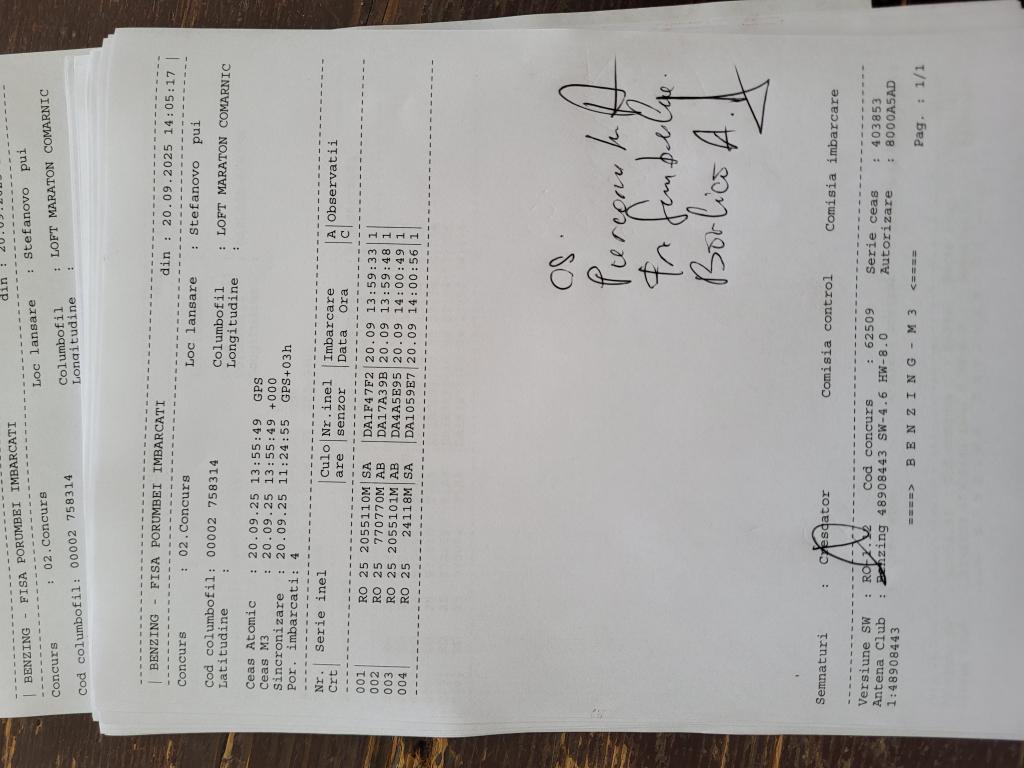 din : 20.09.2025
| BENZING - FISA PORUMBEI IMBARCATI
Concurs : 02.Concurs Loc lansare : Stefanovo pui
Cod columbofil: 00002 758314 Columbofil : LOFT MARATON COMARNIC
Longitudine :
| BENZING - FISA PORUMBEI IMBARCATI din : 20.09.2025 14:05:17 |
Concurs : 02.Concurs Loc lansare : Stefanovo pui
Cod columbofil: 00002 758314 Columbofil : LOFT MARATON COMARNIC
Latitudine : Longitudine :
Ceas Atomic : 20.09.25 13:55:49 GPS
Ceas M3 : 20.09.25 13:55:49 +000
Sincronizare : 20.09.25 11:24:55 GPS+03h
Por. imbarcati: 4
Nr.| Serie inel |Culo|Nr.inel |Imbarcare |A|Observatii
Crt| |are |senzor |Data Ora |C|
001| RO 25 2055110M|SA |DA1F47F2|20.09 13:59:33|1|
002| RO 25 770770M|AB |DA17A39B|20.09 13:59:48|1|
003| RO 25 2055101M|AB |DA4A5E95|20.09 14:00:49|1|
004| RO 25 24118M|SA |DA1059E7|20.09 14:00:56|1|
08.
Borlico A.
Semnaturi : Crescator Comisia control Comisia imbarcare
Versiune SW : RO-1.12 Cod concurs : 62509 Serie ceas : 403853
Antena Club : Benzing 48908443 SW-4.6 HW-8.0 Autorizare : 8000A5AD
1:48908443
====> B E N Z I N G - M 3 <==== Pag. : 1/1